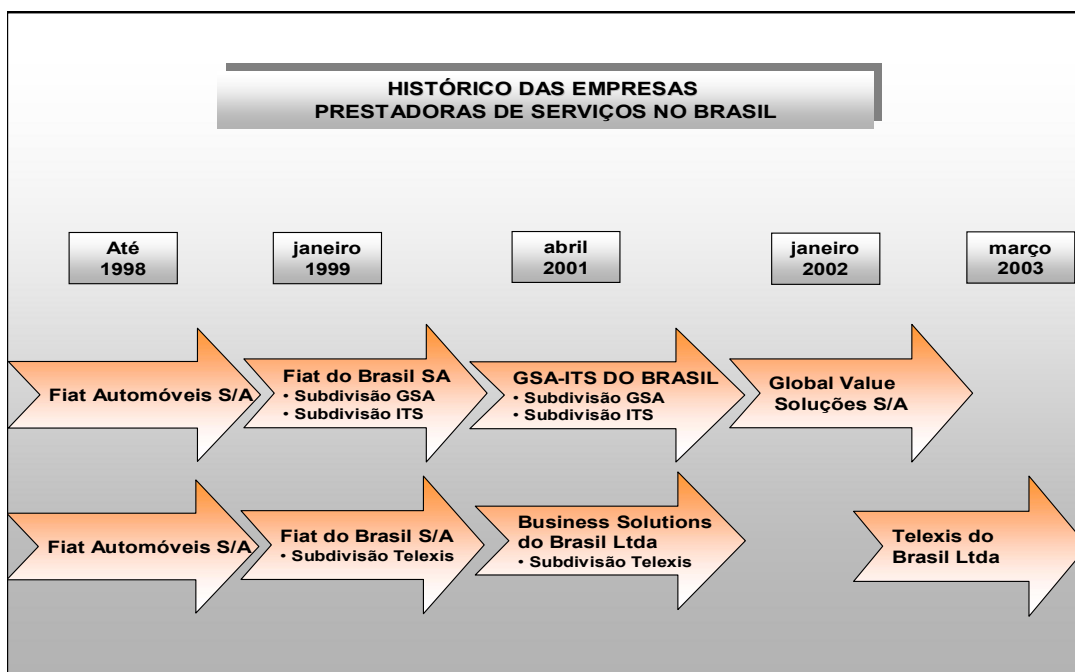 HISTÓRICO DAS EMPRESAS
PRESTADORAS DE SERVIÇOS NO BRASIL
Até
1998
janeiro
1999
abril
2001
janeiro
2002
março
2003
Fiat Automóveis S/A
Fiat do Brasil SA
• Subdivisão GSA
• Subdivisão ITS
GSA-ITS DO BRASIL
• Subdivisão GSA
• Subdivisão ITS
Global Value
Soluções S/A
Fiat Automóveis S/A
Fiat do Brasil S/A
• Subdivisão Telexis
Business Solutions
do Brasil Ltda
• Subdivisão Telexis
Telexis do
Brasil Ltda